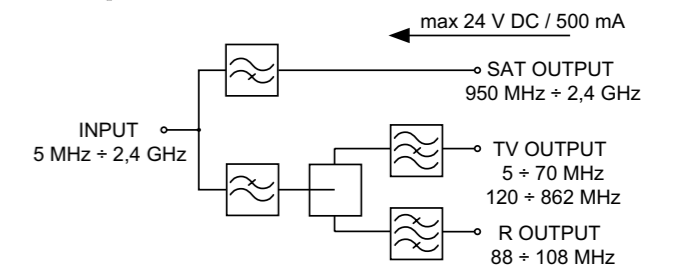 max 24 V DC / 500 mA
SAT OUTPUT
950 MHz ÷ 2,4 GHz
INPUT
5 MHz ÷ 2,4 GHz
TV OUTPUT
5 ÷ 70 MHz
120 ÷ 862 MHz
R OUTPUT
88 ÷ 108 MHz